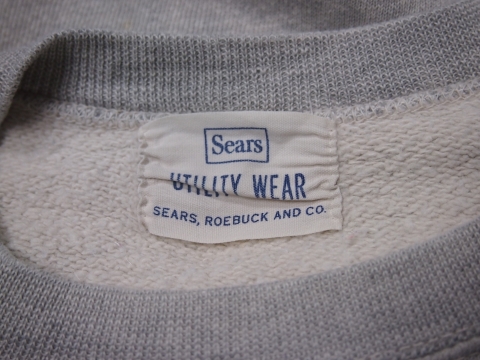 Sears
UTILITY WEAR
SEARS, ROEBUCK AND CO.